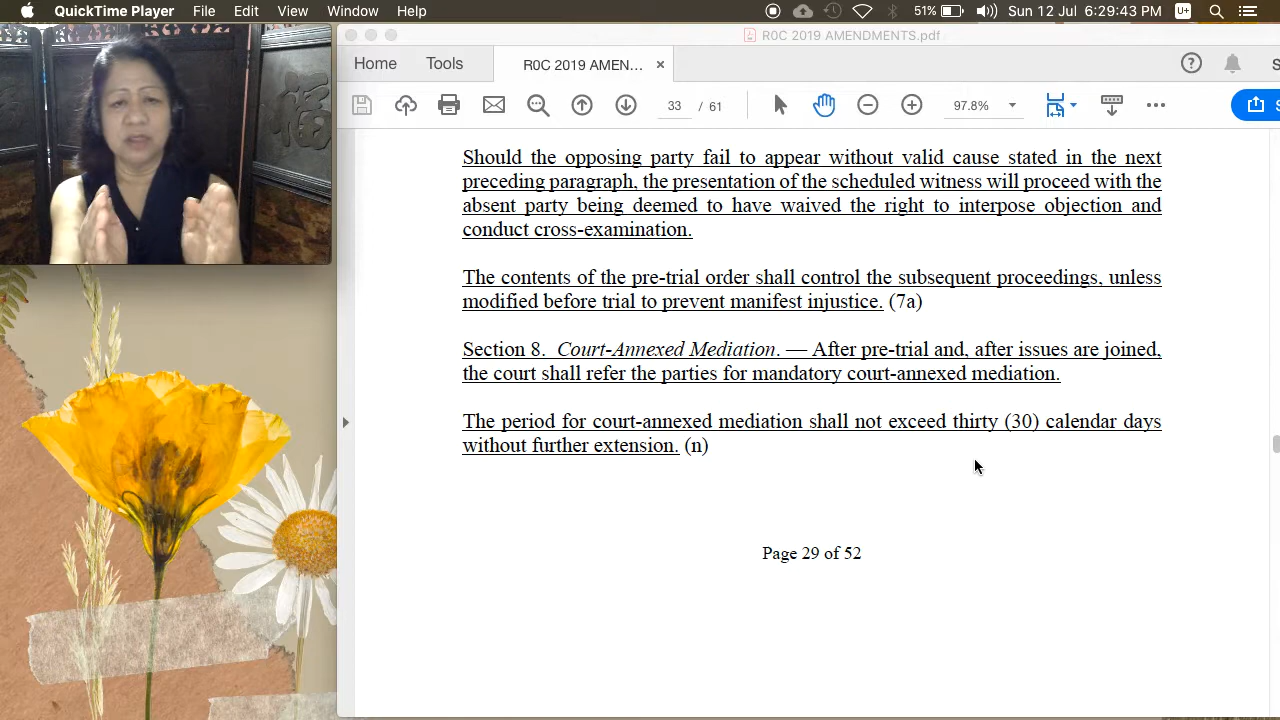 QuickTime Player File Edit View Window Help 51% Sun 12 Jul 6:29:43 PM U+
R0C 2019 AMENDMENTS.pdf
Home Tools R0C 2019 AMEN... × ? S
33 / 61 97.8% S
Should the opposing party fail to appear without valid cause stated in the next
preceding paragraph, the presentation of the scheduled witness will proceed with the
absent party being deemed to have waived the right to interpose objection and
conduct cross-examination.
The contents of the pre-trial order shall control the subsequent proceedings, unless
modified before trial to prevent manifest injustice. (7a)
Section 8. Court-Annexed Mediation. — After pre-trial and, after issues are joined,
the court shall refer the parties for mandatory court-annexed mediation.
The period for court-annexed mediation shall not exceed thirty (30) calendar days
without further extension. (n)
Page 29 of 52
福